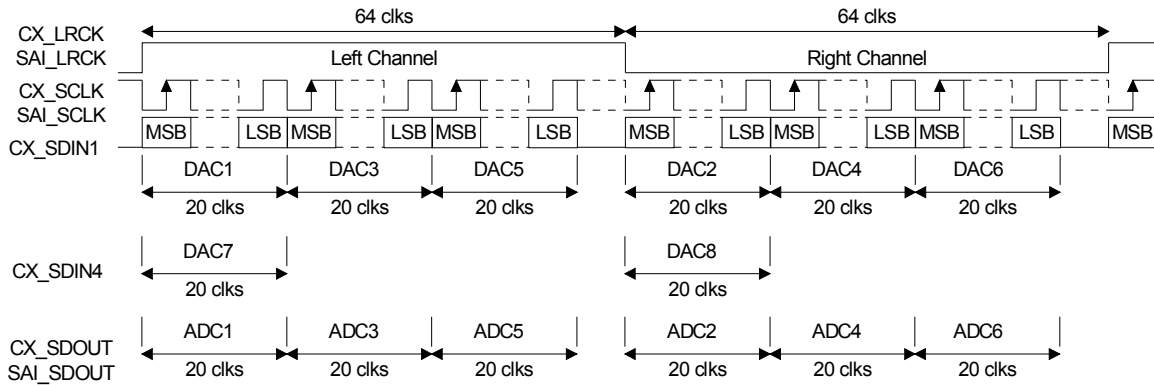 64 clks 64 clks
CX_LRCK
SAI_LRCK
Left Channel Right Channel
CX_SCLK
SAI_SCLK
CX_SDIN1
MSB LSB MSB LSB MSB LSB MSB LSB MSB LSB MSB LSB MSB
DAC1 DAC3 DAC5 DAC2 DAC4 DAC6
20 clks 20 clks 20 clks 20 clks 20 clks 20 clks
CX_SDIN4
DAC7 DAC8
20 clks 20 clks
CX_SDOUT
SAI_SDOUT
ADC1 ADC3 ADC5 ADC2 ADC4 ADC6
20 clks 20 clks 20 clks 20 clks 20 clks 20 clks